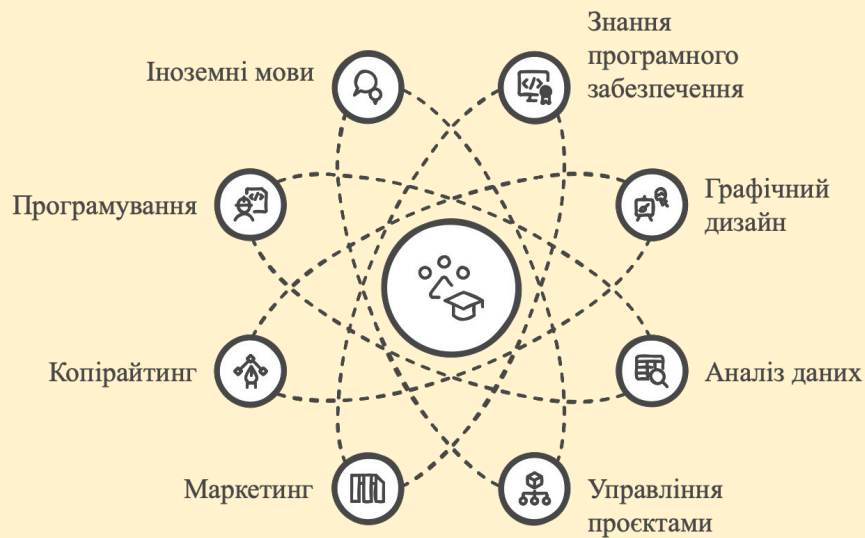 Знання
програмного
забезпечення
Іноземні мови
Програмування
Графічний
дизайн
Копірайтинг
Аналіз даних
Маркетинг
Управління
проєктами